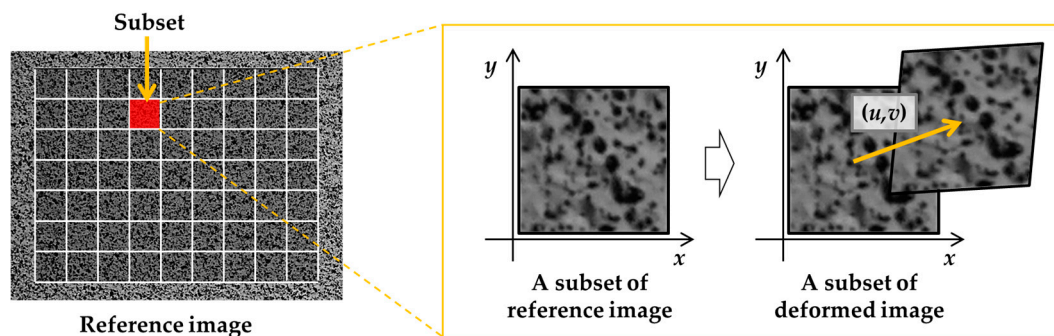 Subset
Reference image
y
x
A subset of
reference image
y
(u,v)
x
A subset of
deformed image